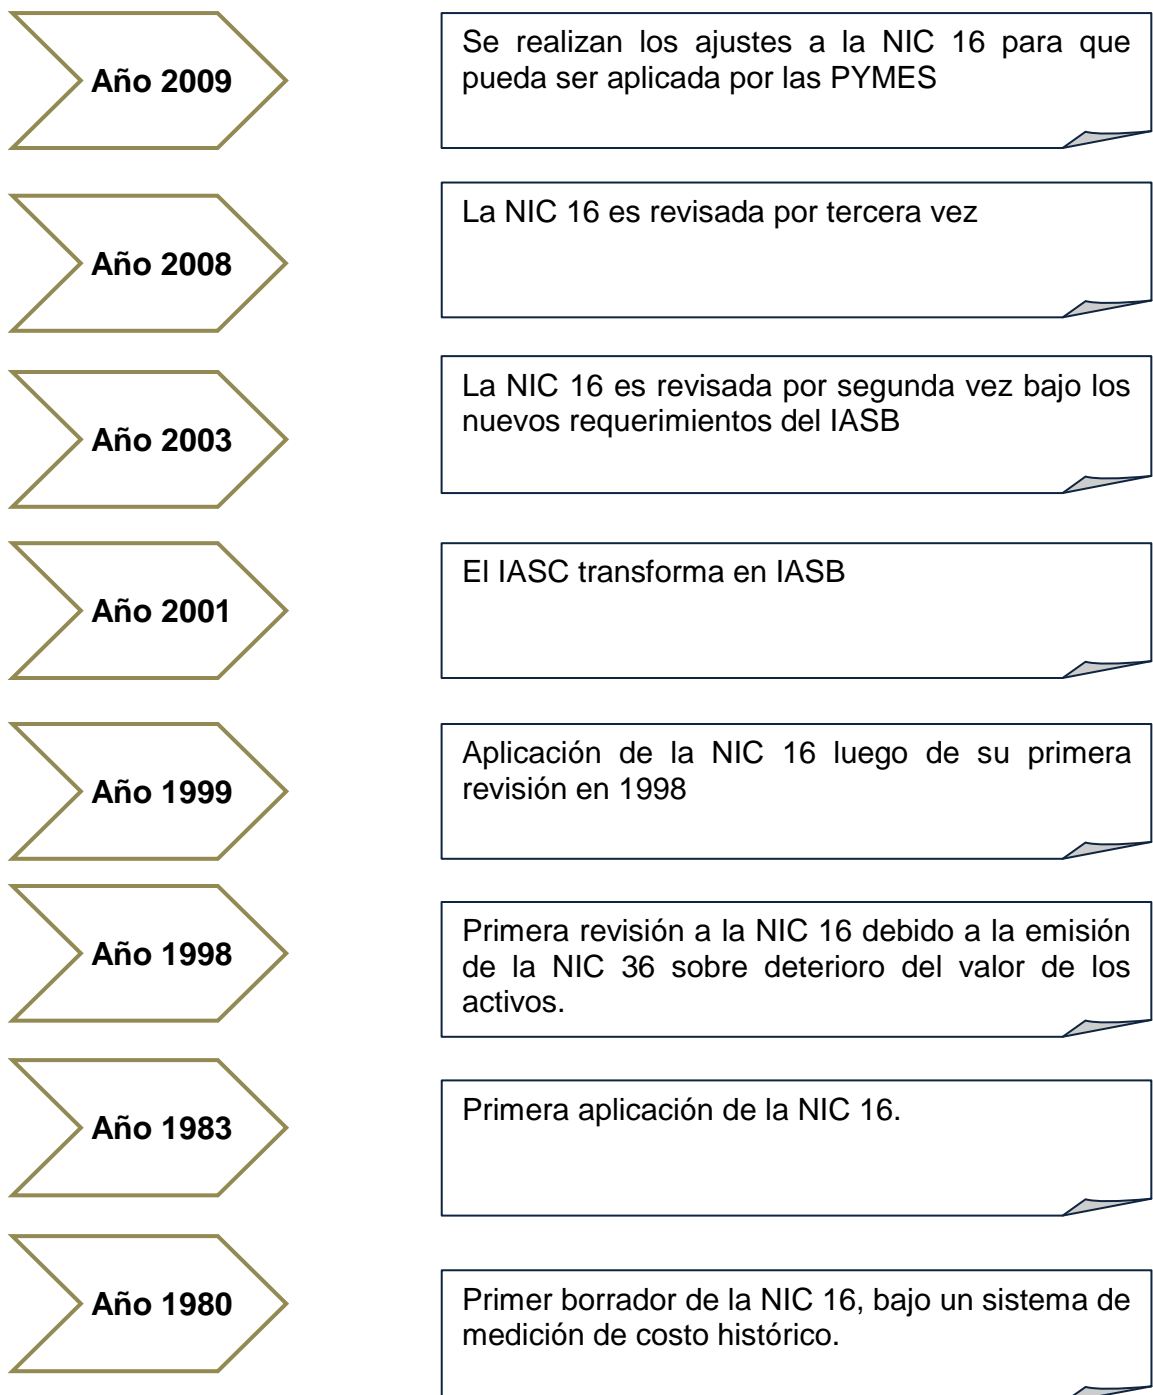 Año 2009
Se realizan los ajustes a la NIC 16 para que
pueda ser aplicada por las PYMES
Año 2008
La NIC 16 es revisada por tercera vez
Año 2003
La NIC 16 es revisada por segunda vez bajo los
nuevos requerimientos del IASB
Año 2001
El IASC transforma en IASB
Año 1999
Aplicación de la NIC 16 luego de su primera
revisión en 1998
Año 1998
Primera revisión a la NIC 16 debido a la emisión
de la NIC 36 sobre deterioro del valor de los
activos.
Año 1983
Primera aplicación de la NIC 16.
Año 1980
Primer borrador de la NIC 16, bajo un sistema de
medición de costo histórico.